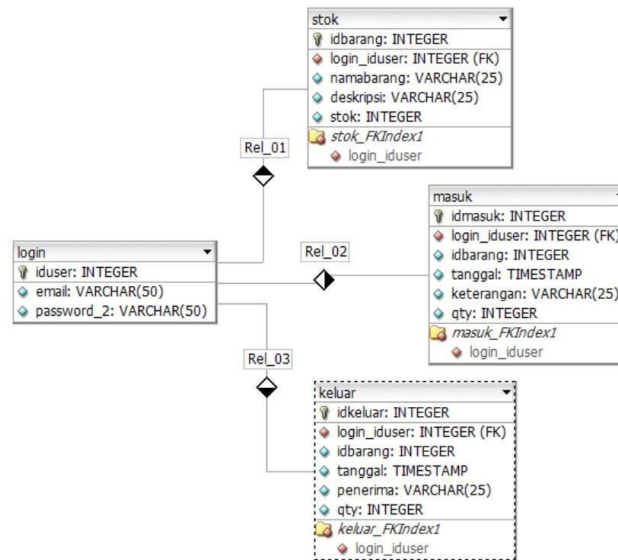 stok
idbarang: INTEGER
login_iduser: INTEGER (FK)
namabarang: VARCHAR(25)
deskripsi: VARCHAR(25)
stok: INTEGER
stok_FKIndex1
login_iduser
Rel_01
login
iduser: INTEGER
email: VARCHAR(50)
password_2: VARCHAR(50)
Rel_02
masuk
idmasuk: INTEGER
login_iduser: INTEGER (FK)
idbarang: INTEGER
tanggal: TIMESTAMP
keterangan: VARCHAR(25)
qty: INTEGER
masuk_FKIndex1
login_iduser
Rel_03
keluar
idkeluar: INTEGER
login_iduser: INTEGER (FK)
idbarang: INTEGER
tanggal: TIMESTAMP
penerima: VARCHAR(25)
qty: INTEGER
keluar_FKIndex1
login_iduser